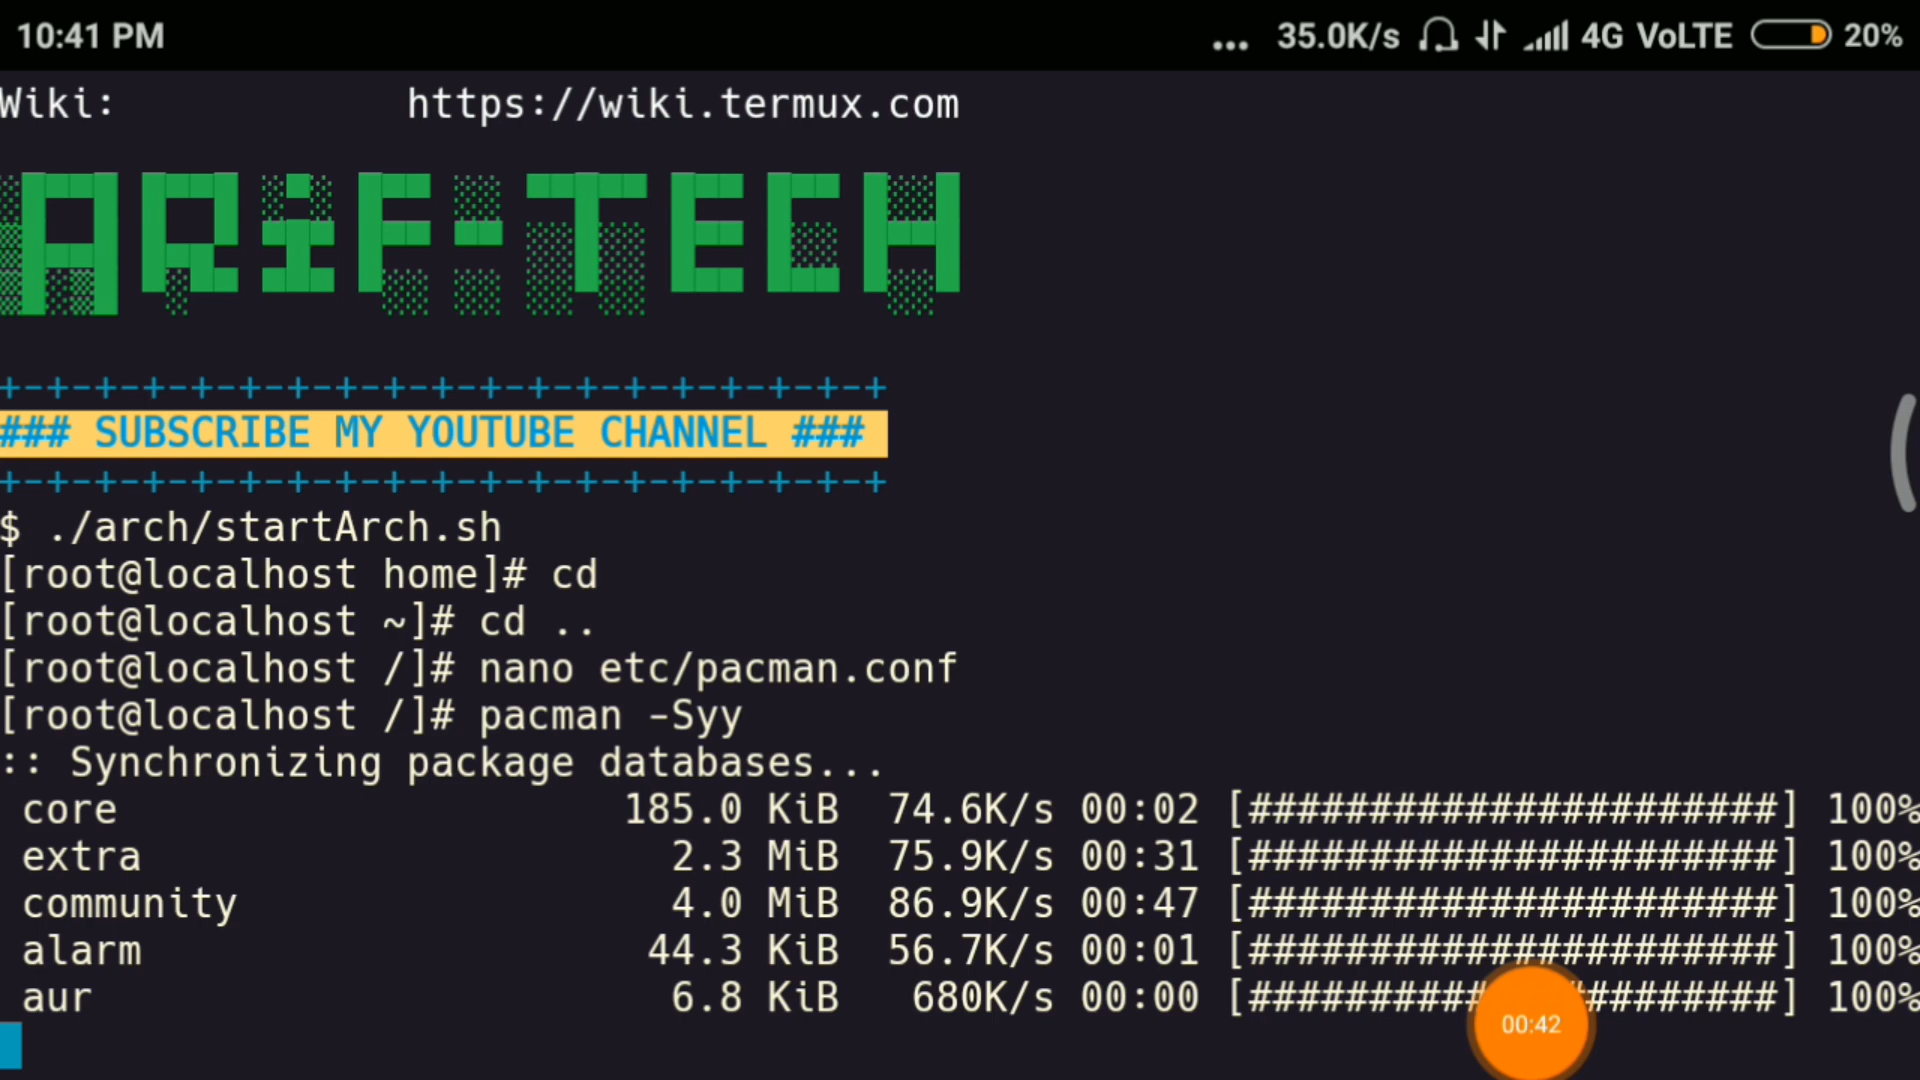 10:41 PM ... 35.0K/s 4G VoLTE 20%
Wiki: https://wiki.termux.com
ARiF-TECH
+-+-+-+-+-+-+-+-+-+-+-+-+-+-+-+-+-+-+
### SUBSCRIBE MY YOUTUBE CHANNEL ###
+-+-+-+-+-+-+-+-+-+-+-+-+-+-+-+-+-+-+
$ ./arch/startArch.sh
[root@localhost home]# cd
[root@localhost ~]# cd ..
[root@localhost /]# nano etc/pacman.conf
[root@localhost /]# pacman -Syy
:: Synchronizing package databases...
core 185.0 KiB 74.6K/s 00:02 [######################] 100%
extra 2.3 MiB 75.9K/s 00:31 [######################] 100%
community 4.0 MiB 86.9K/s 00:47 [######################] 100%
alarm 44.3 KiB 56.7K/s 00:01 [######################] 100%
aur 6.8 KiB 680K/s 00:00 [######################] 100%
00:42